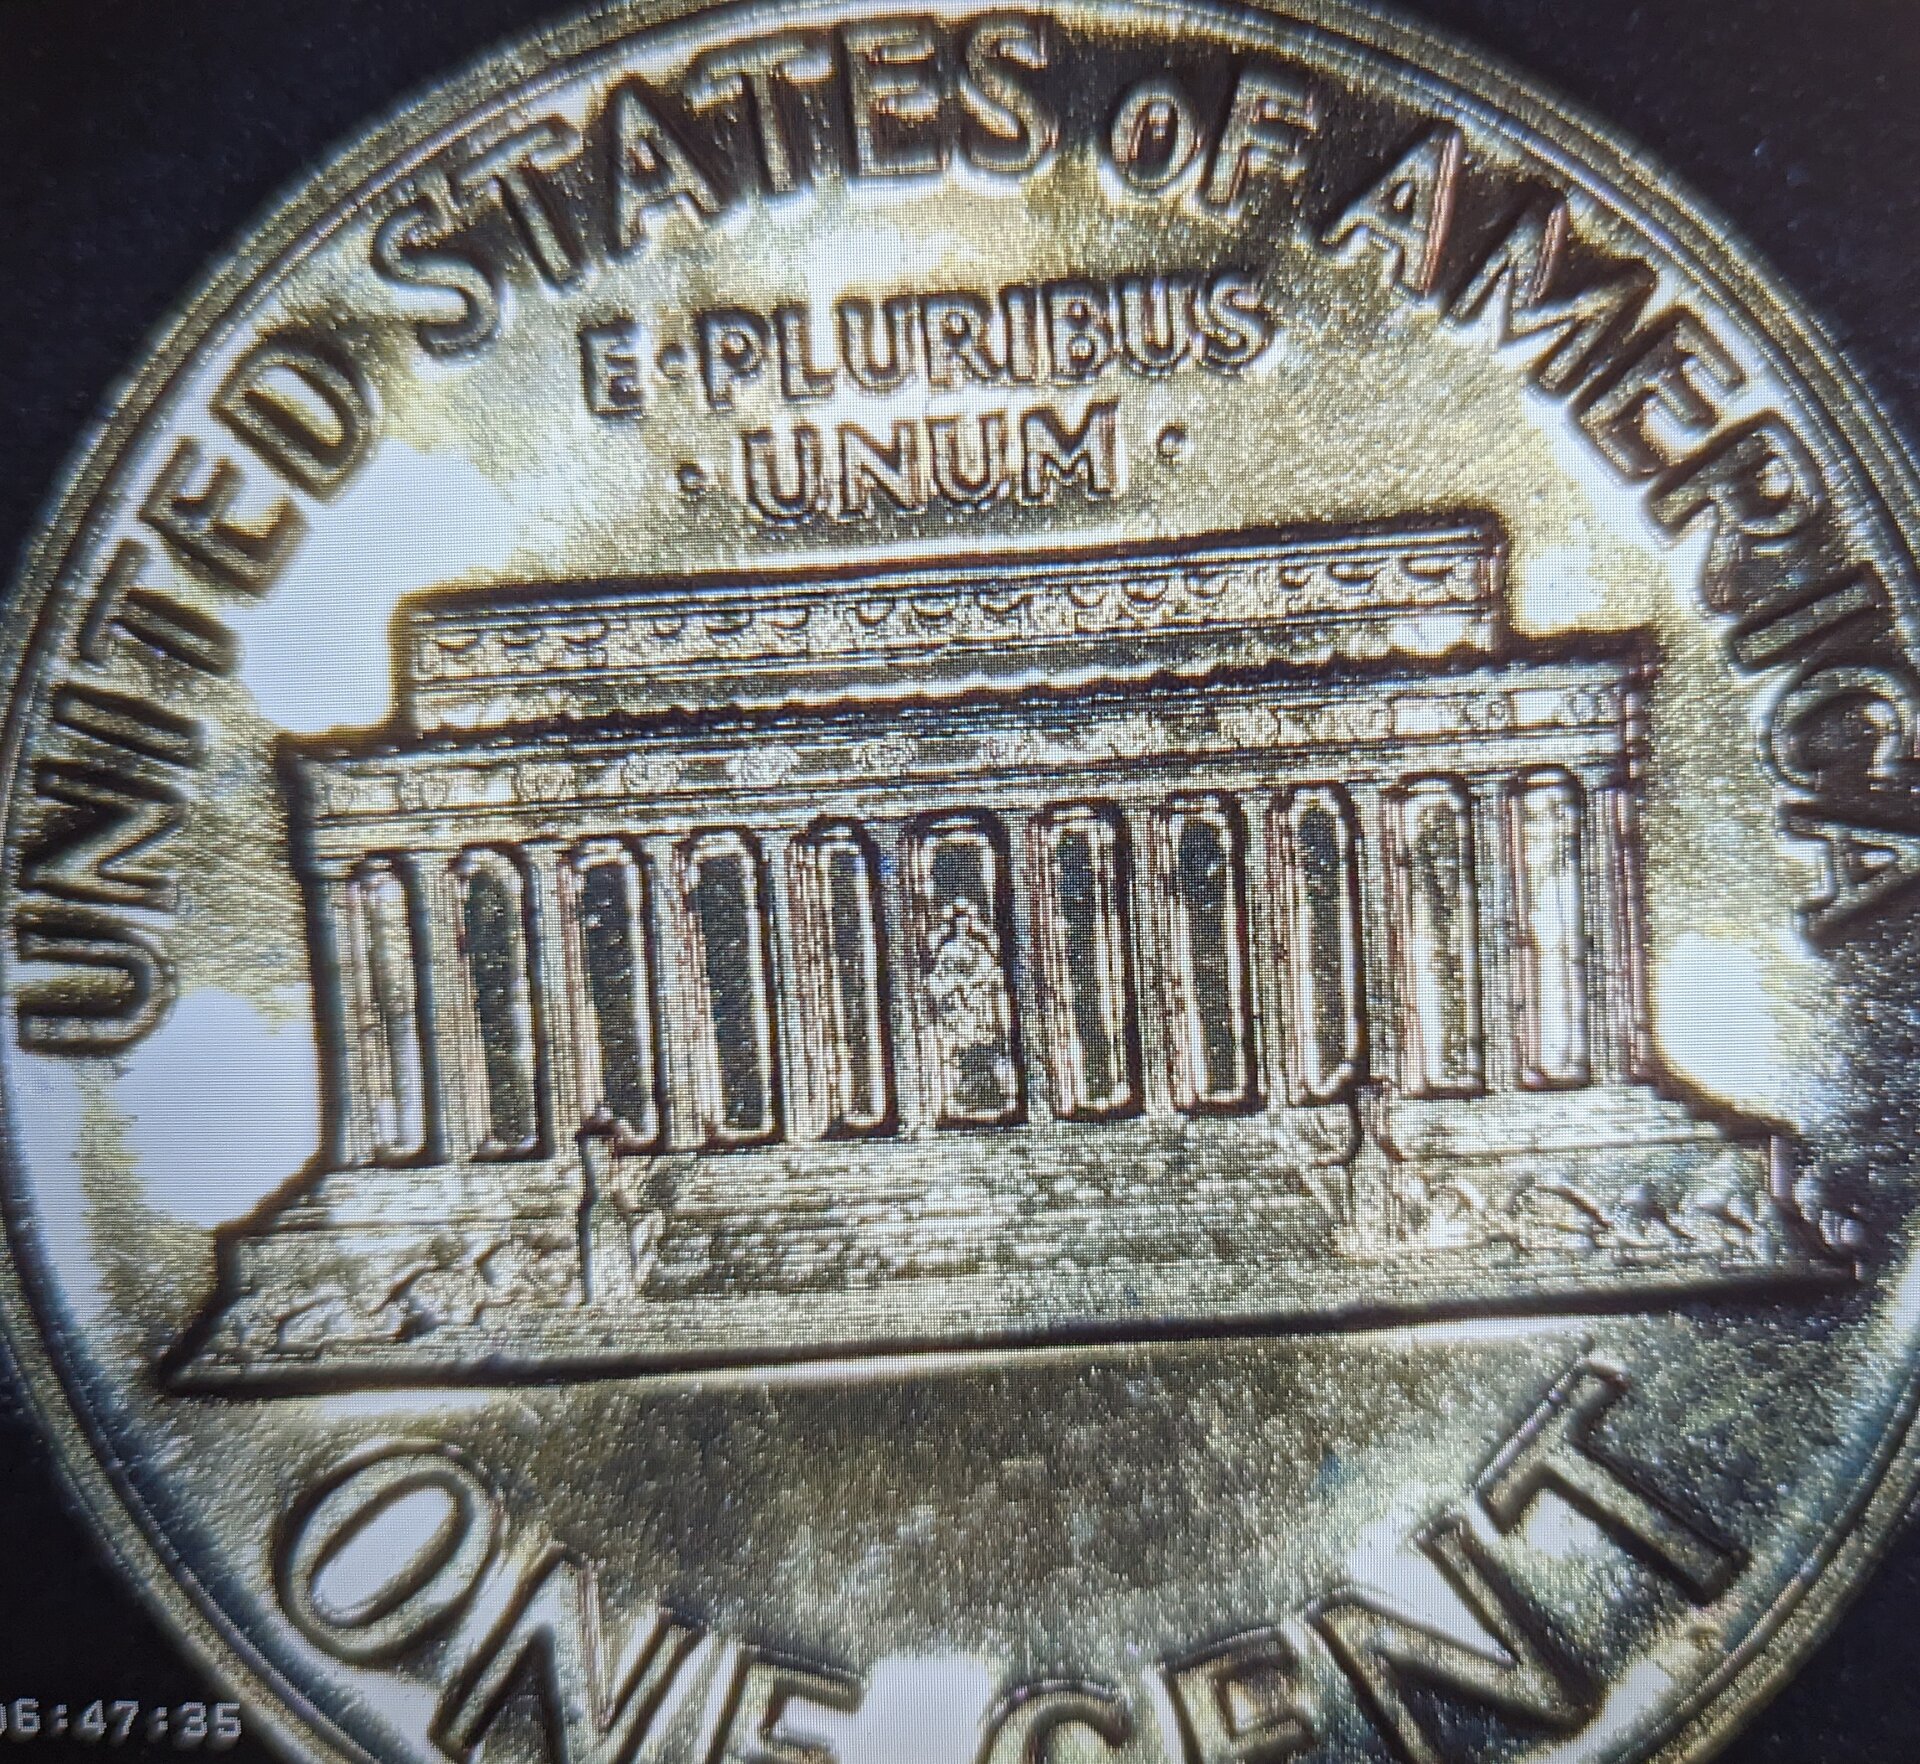 UNITED STATES OF AMERICA
E·PLURIBUS
·UNUM·
ONE CENT
06:47:35